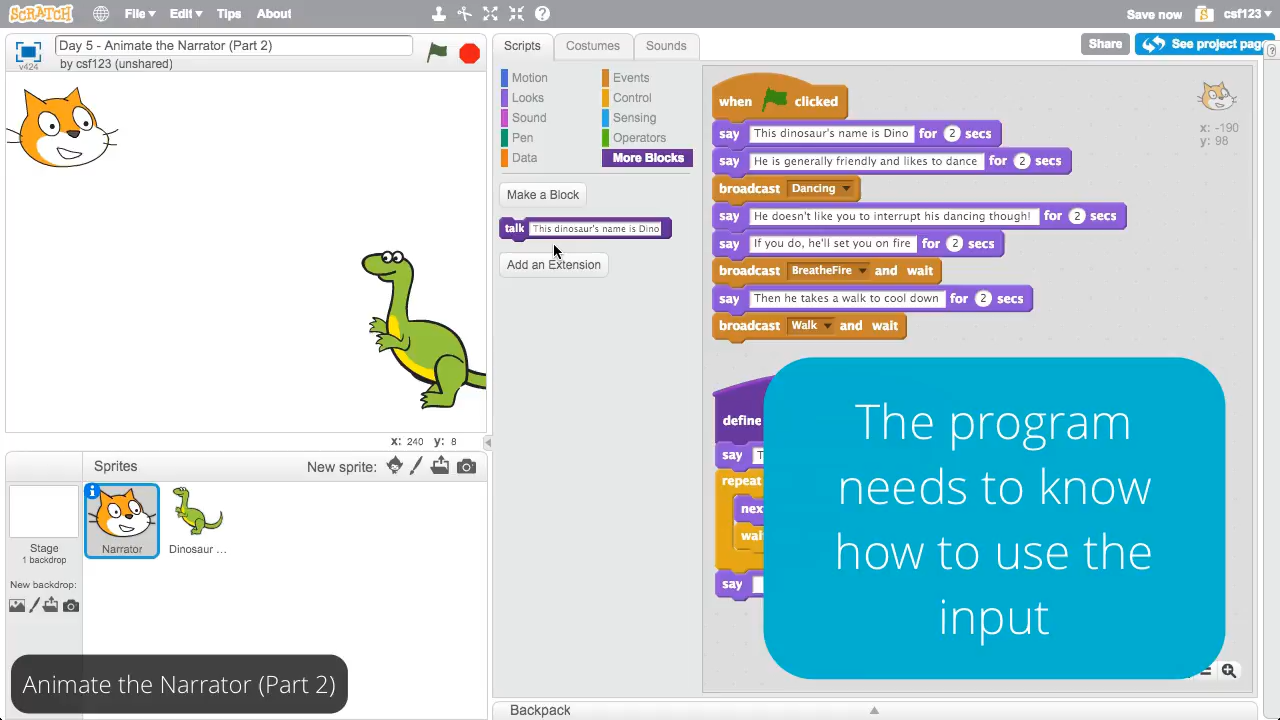 SCRATCH File Edit Tips About Save now csf123
v424
Day 5 - Animate the Narrator (Part 2)
by csf123 (unshared)
Scripts Costumes Sounds Share See project page
?
Motion Events
Looks Control
Sound Sensing
Pen Operators
Data More Blocks
Make a Block
talk This dinosaur's name is Dino
Add an Extension
when clicked
say This dinosaur's name is Dino for 2 secs
say He is generally friendly and likes to dance for 2 secs
broadcast Dancing
say He doesn't like you to interrupt his dancing though! for 2 secs
say If you do, he'll set you on fire for 2 secs
broadcast BreatheFire and wait
say Then he takes a walk to cool down for 2 secs
broadcast Walk and wait
x: -190
y: 98
define
say T
repeat
nex
wai
say
The program
needs to know
how to use the
input
x: 240 y: 8
Sprites New sprite:
Stage
1 backdrop
New backdrop:
Narrator
Dinosaur ...
Animate the Narrator (Part 2)
Backpack